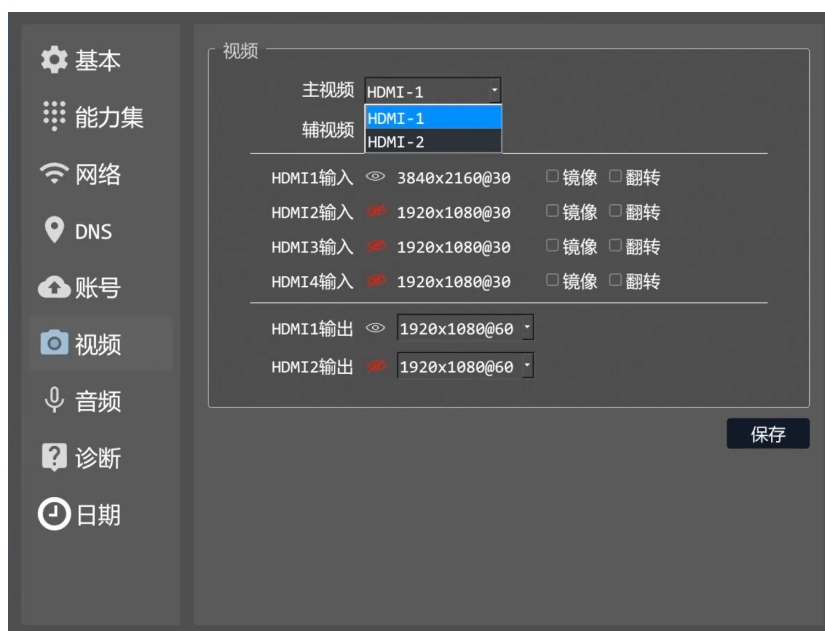 基本
能力集
网络
DNS
账号
视频
音频
诊断
日期
视频
主视频 HDMI-1
HDMI-1
辅视频
HDMI-2
HDMI1输入 3840x2160@30 镜像 翻转
HDMI2输入 1920x1080@30 镜像 翻转
HDMI3输入 1920x1080@30 镜像 翻转
HDMI4输入 1920x1080@30 镜像 翻转
HDMI1输出 1920x1080@60
HDMI2输出 1920x1080@60
保存